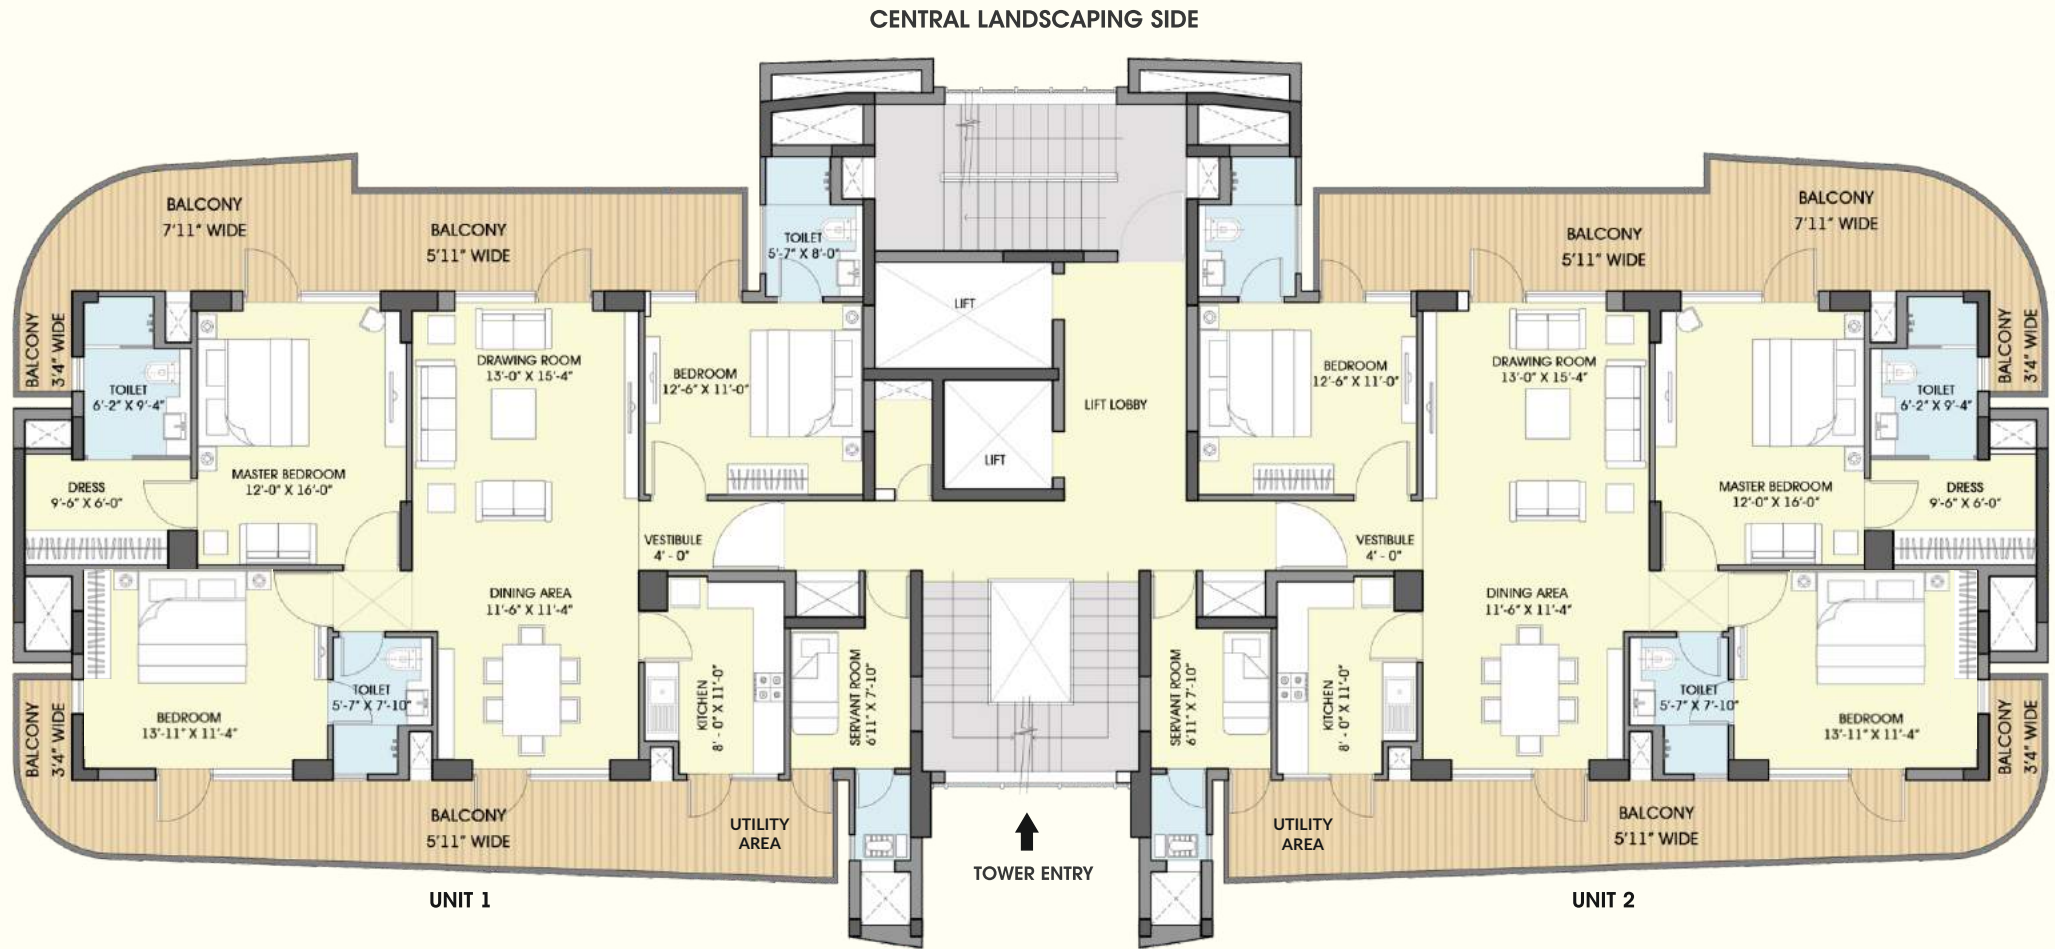 CENTRAL LANDSCAPING SIDE
BALCONY
7'11" WIDE
BALCONY
5'11" WIDE
TOILET
5'-7" X 8'-0"
BALCONY
5'11" WIDE
BALCONY
7'11" WIDE
BALCONY
3'4" WIDE
TOILET
6'-2" X 9'-4"
DRESS
9'-6" X 6'-0"
MASTER BEDROOM
12'-0" X 16'-0"
DRAWING ROOM
13'-0" X 15'-4"
BEDROOM
12'-6" X 11'-0"
LIFT
LIFT
LIFT LOBBY
BEDROOM
12'-6" X 11'-0"
DRAWING ROOM
13'-0" X 15'-4"
MASTER BEDROOM
12'-0" X 16'-0"
TOILET
6'-2" X 9'-4"
DRESS
9'-6" X 6'-0"
BALCONY
3'4" WIDE
VESTIBULE
4' - 0"
VESTIBULE
4' - 0"
DINING AREA
11'-6" X 11'-4"
DINING AREA
11'-6" X 11'-4"
BALCONY
3'4" WIDE
BEDROOM
13'-11" X 11'-4"
TOILET
5'-7" X 7'-10"
KITCHEN
8' - 0" X 11'-0"
SERVANT ROOM
6'11" X 7'-10"
SERVANT ROOM
6'11" X 7'-10"
KITCHEN
8' - 0" X 11'-0"
TOILET
5'-7" X 7'-10"
BEDROOM
13'-11" X 11'-4"
BALCONY
3'4" WIDE
BALCONY
5'11" WIDE
UTILITY
AREA
TOWER ENTRY
UTILITY
AREA
BALCONY
5'11" WIDE
UNIT 1
UNIT 2